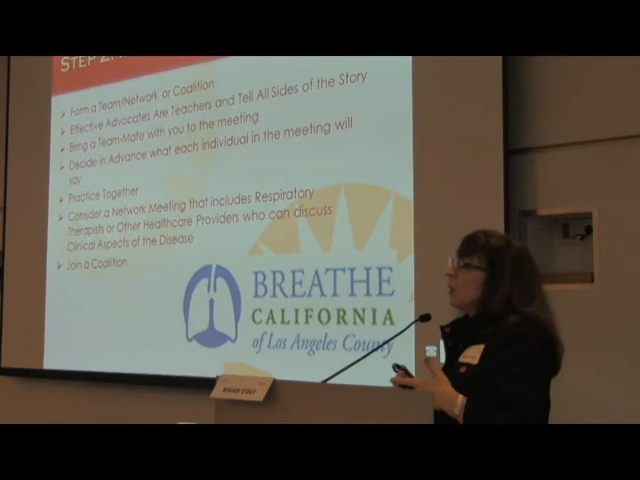 STEP 2:
Form a Team/Network or Coalition
Effective Advocates Are Teachers and Tell All Sides of the Story
Bring a Team-Mate with you to the meeting
Decide in Advance what each individual in the meeting will
say
Practice Together
Consider a Network Meeting that includes Respiratory
Therapists or Other Healthcare Providers who can discuss
Clinical Aspects of the Disease
Join a Coalition
BREATHE
CALIFORNIA
of Los Angeles County